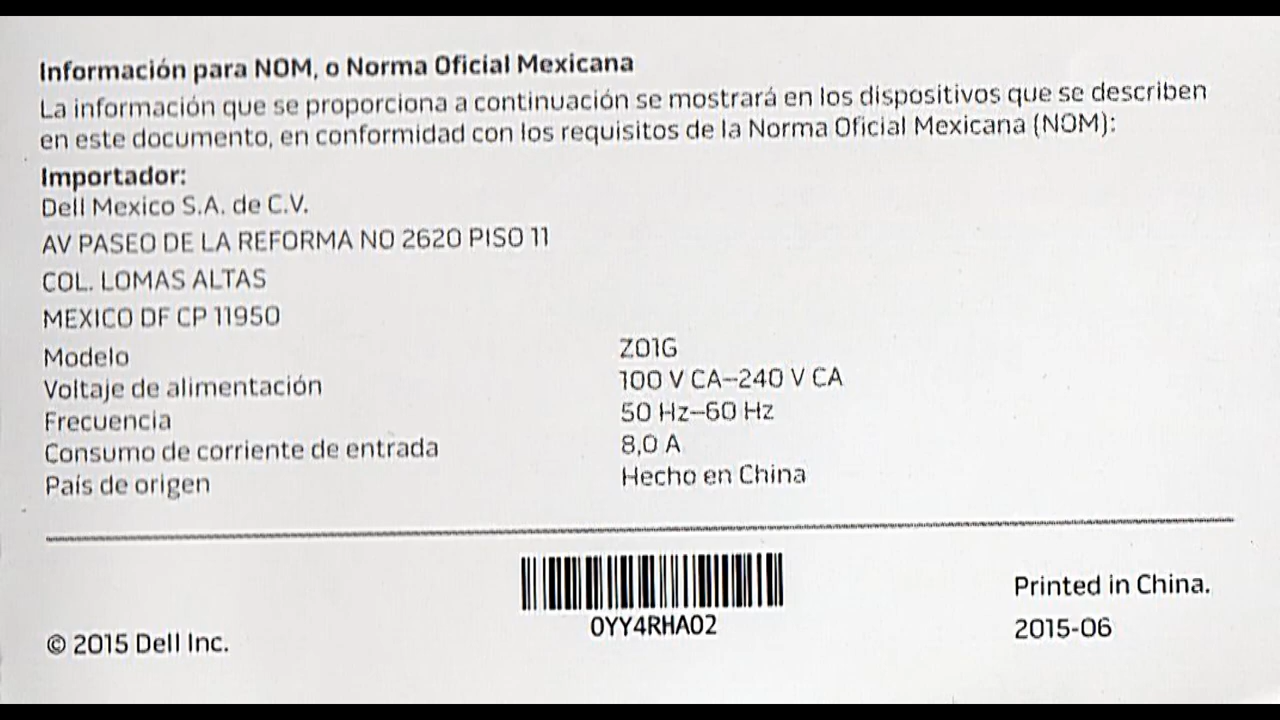 Información para NOM, o Norma Oficial Mexicana
La información que se proporciona a continuación se mostrará en los dispositivos que se describen
en este documento, en conformidad con los requisitos de la Norma Oficial Mexicana (NOM):
Importador:
Dell Mexico S.A. de C.V.
AV PASEO DE LA REFORMA NO 2620 PISO 11
COL. LOMAS ALTAS
MEXICO DF CP 11950
Modelo Z01G
Voltaje de alimentación 100 V CA–240 V CA
Frecuencia 50 Hz–60 Hz
Consumo de corriente de entrada 8,0 A
País de origen Hecho en China
0YY4RHA02
© 2015 Dell Inc.
Printed in China.
2015-06